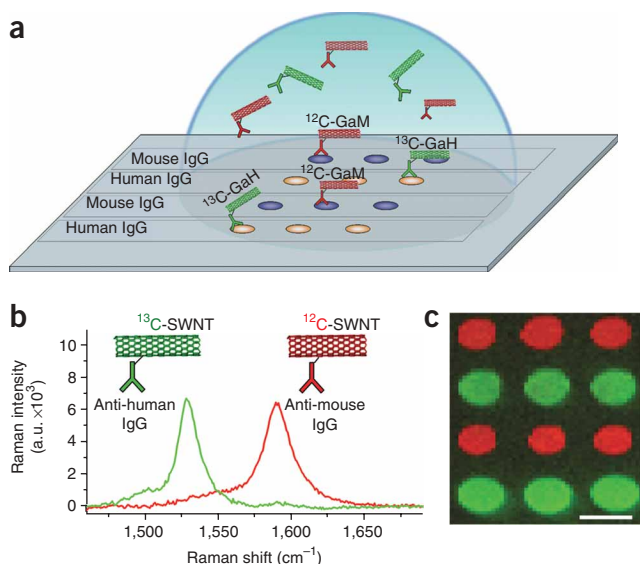 a
¹²C-GaM
¹³C-GaH
Mouse IgG
Human IgG
¹³C-GaH
¹²C-GaM
Mouse IgG
Human IgG
b
¹³C-SWNT
¹²C-SWNT
Anti-human
IgG
Anti-mouse
IgG
Raman intensity
(a.u. ×10³)
10
8
6
4
2
0
1,500
1,550
1,600
1,650
Raman shift (cm⁻¹)
c